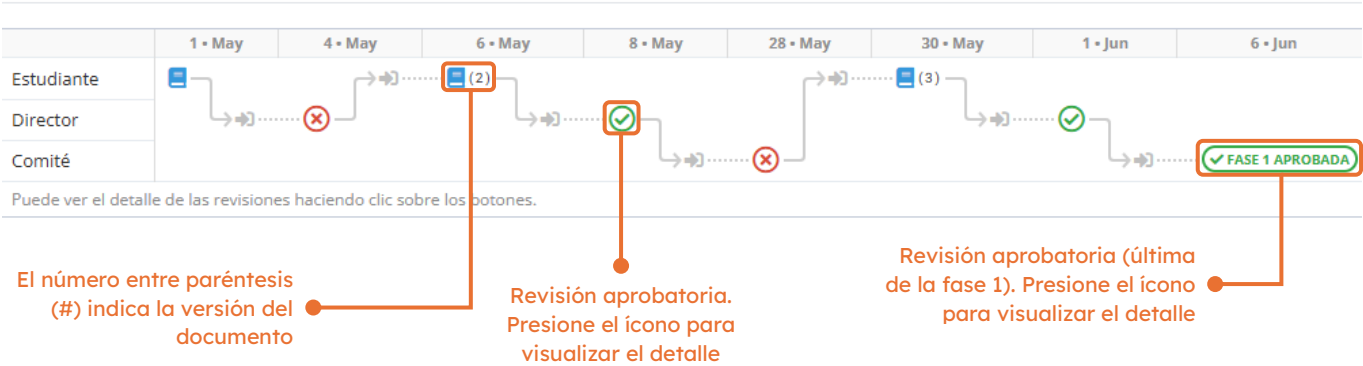 1 • May 4 • May 6 • May 8 • May 28 • May 30 • May 1 • Jun 6 • Jun
Estudiante (2) (3)
Director
Comité FASE 1 APROBADA
Puede ver el detalle de las revisiones haciendo clic sobre los botones.
El número entre paréntesis
(#) indica la versión del
documento
Revisión aprobatoria.
Presione el ícono para
visualizar el detalle
Revisión aprobatoria (última
de la fase 1). Presione el ícono
para visualizar el detalle